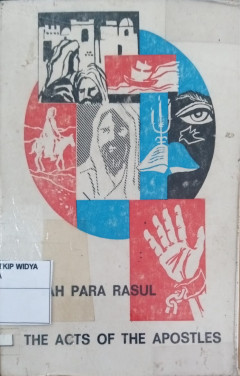 AH PARA RASUL
KIP WIDYA
THE ACTS OF THE APOSTLES